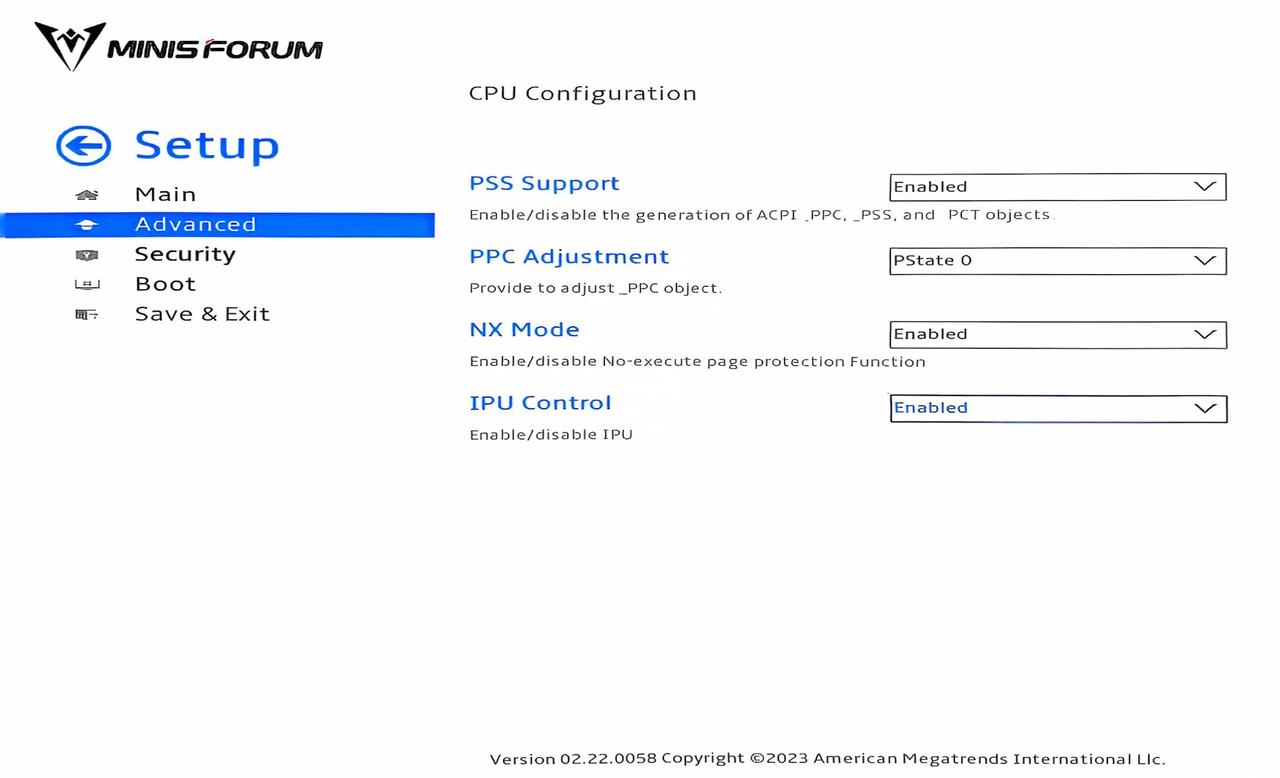 MINISFORUM
CPU Configuration
Setup
Main
Advanced
Security
Boot
Save & Exit
PSS Support
Enabled
Enable/disable the generation of ACPI _PPC, _PSS, and _PCT objects.
PPC Adjustment
PState 0
Provide to adjust _PPC object.
NX Mode
Enabled
Enable/disable No-execute page protection Function
IPU Control
Enabled
Enable/disable IPU
Version 02.22.0058 Copyright ©2023 American Megatrends International Llc.